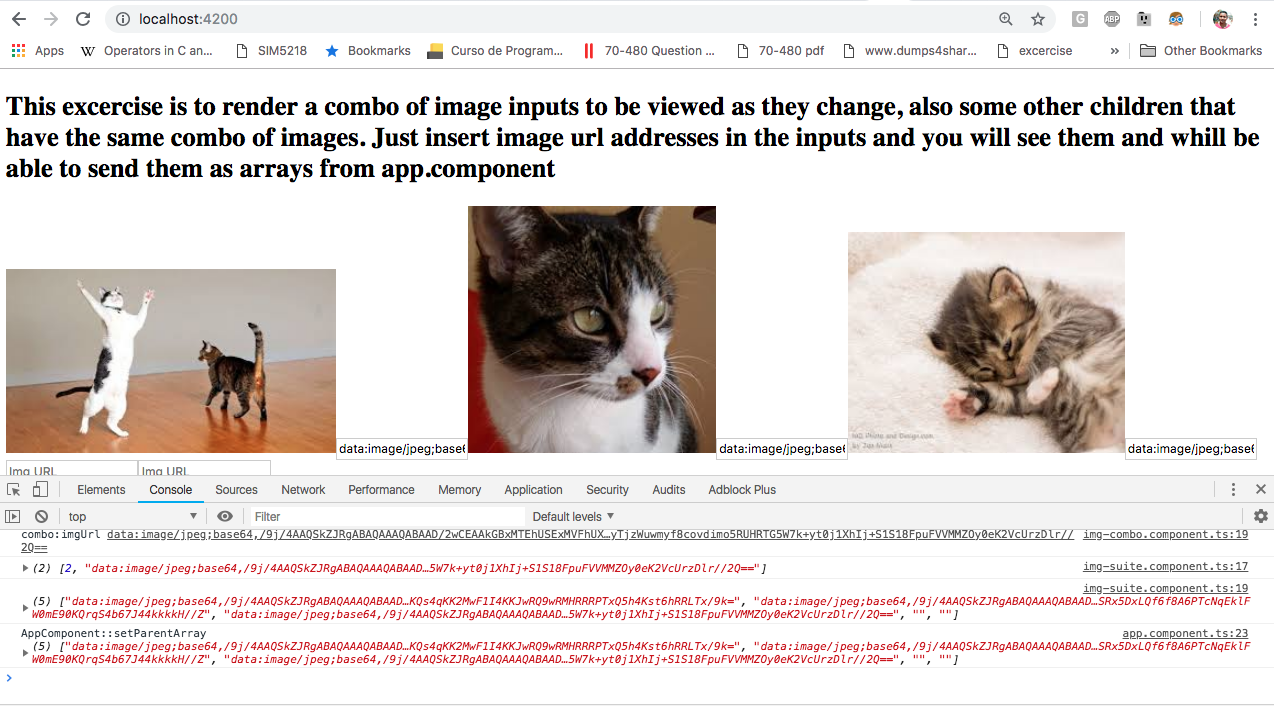 localhost:4200
G ABP
Apps W Operators in C an... SIM5218 Bookmarks Curso de Program... 70-480 Question ... 70-480 pdf www.dumps4shar... excercise » Other Bookmarks
This excercise is to render a combo of image inputs to be viewed as they change, also some other children that
have the same combo of images. Just insert image url addresses in the inputs and you will see them and whill be
able to send them as arrays from app.component
data:image/jpeg;base6 data:image/jpeg;base6 data:image/jpeg;base6
Img URL Img URL
Elements Console Sources Network Performance Memory Application Security Audits Adblock Plus
top Filter Default levels
combo:imgUrl data:image/jpeg;base64,/9j/4AAQSkZJRgABAQAAAQABAAD/2wCEAAkGBxMTEhUSExMVFhUX…yTjzWuwmyf8covdimo5RUHRTG5W7k+yt0j1XhIj+S1S18FpuFVVMMZOy0eK2VcUrzDlr// img-combo.component.ts:19
2Q==
(2) [2, "data:image/jpeg;base64,/9j/4AAQSkZJRgABAQAAAQABAAD…5W7k+yt0j1XhIj+S1S18FpuFVVMMZOy0eK2VcUrzDlr//2Q=="] img-suite.component.ts:17
img-suite.component.ts:19
(5) ["data:image/jpeg;base64,/9j/4AAQSkZJRgABAQAAAQABAAD…KQs4qKK2MwF1I4KKJwRQ9wRMHRRRPTxQ5h4Kst6hRRLTx/9k=", "data:image/jpeg;base64,/9j/4AAQSkZJRgABAQAAAQABAAD…SRx5DxLQf6f8A6PTcNqEklF
W0mE90KQrqS4b67J44kkkkH//Z", "data:image/jpeg;base64,/9j/4AAQSkZJRgABAQAAAQABAAD…5W7k+yt0j1XhIj+S1S18FpuFVVMMZOy0eK2VcUrzDlr//2Q==", "", ""]
AppComponent::setParentArray app.component.ts:23
(5) ["data:image/jpeg;base64,/9j/4AAQSkZJRgABAQAAAQABAAD…KQs4qKK2MwF1I4KKJwRQ9wRMHRRRPTxQ5h4Kst6hRRLTx/9k=", "data:image/jpeg;base64,/9j/4AAQSkZJRgABAQAAAQABAAD…SRx5DxLQf6f8A6PTcNqEklF
W0mE90KQrqS4b67J44kkkkH//Z", "data:image/jpeg;base64,/9j/4AAQSkZJRgABAQAAAQABAAD…5W7k+yt0j1XhIj+S1S18FpuFVVMMZOy0eK2VcUrzDlr//2Q==", "", ""]